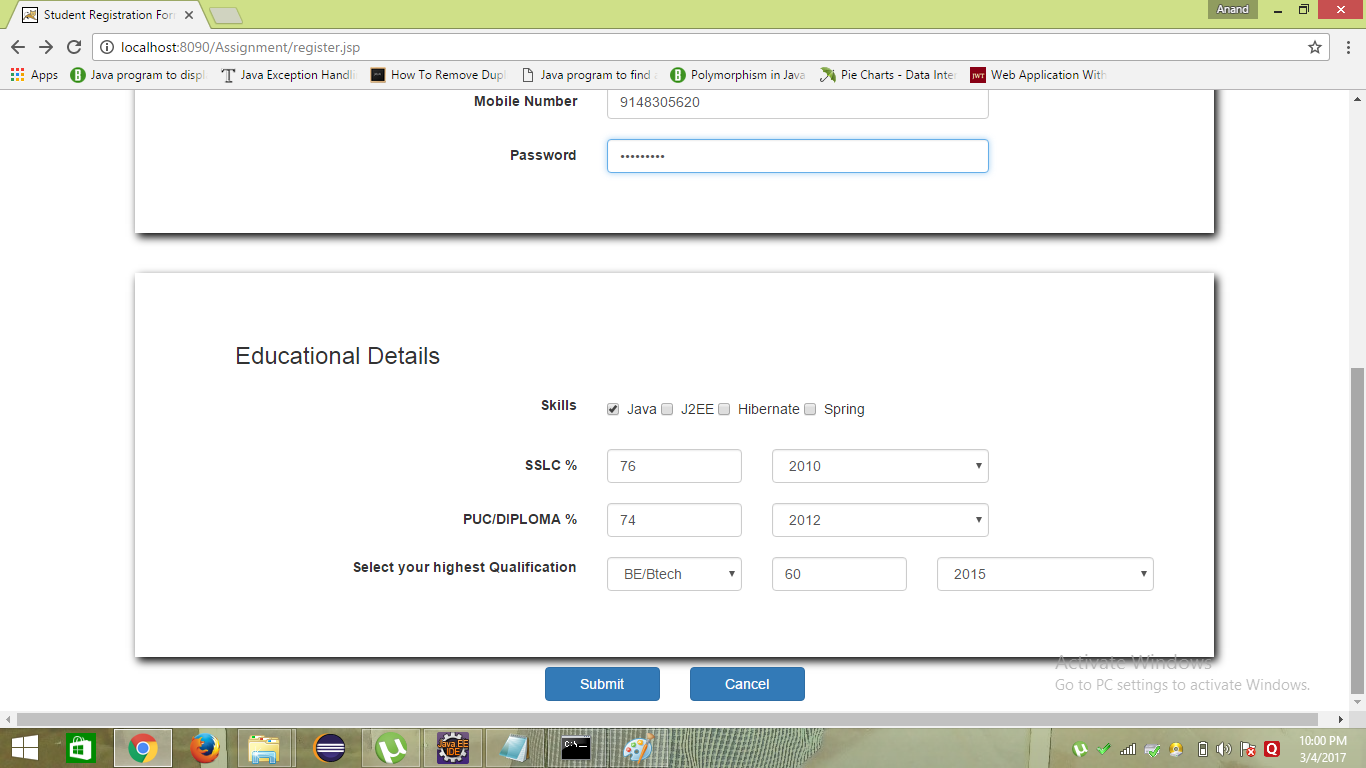 Student Registration For
Anand
localhost:8090/Assignment/register.jsp
Apps Java program to displ Java Exception Handli How To Remove Dupl Java program to find Polymorphism in Java Pie Charts - Data Inter JWT Web Application With
Mobile Number 9148305620
Password •••••••••
Educational Details
Skills Java J2EE Hibernate Spring
SSLC % 76 2010
PUC/DIPLOMA % 74 2012
Select your highest Qualification BE/Btech 60 2015
Activate Windows
Submit Cancel Go to PC settings to activate Windows.
Java EE
IDE
C:\
10:00 PM
3/4/2017